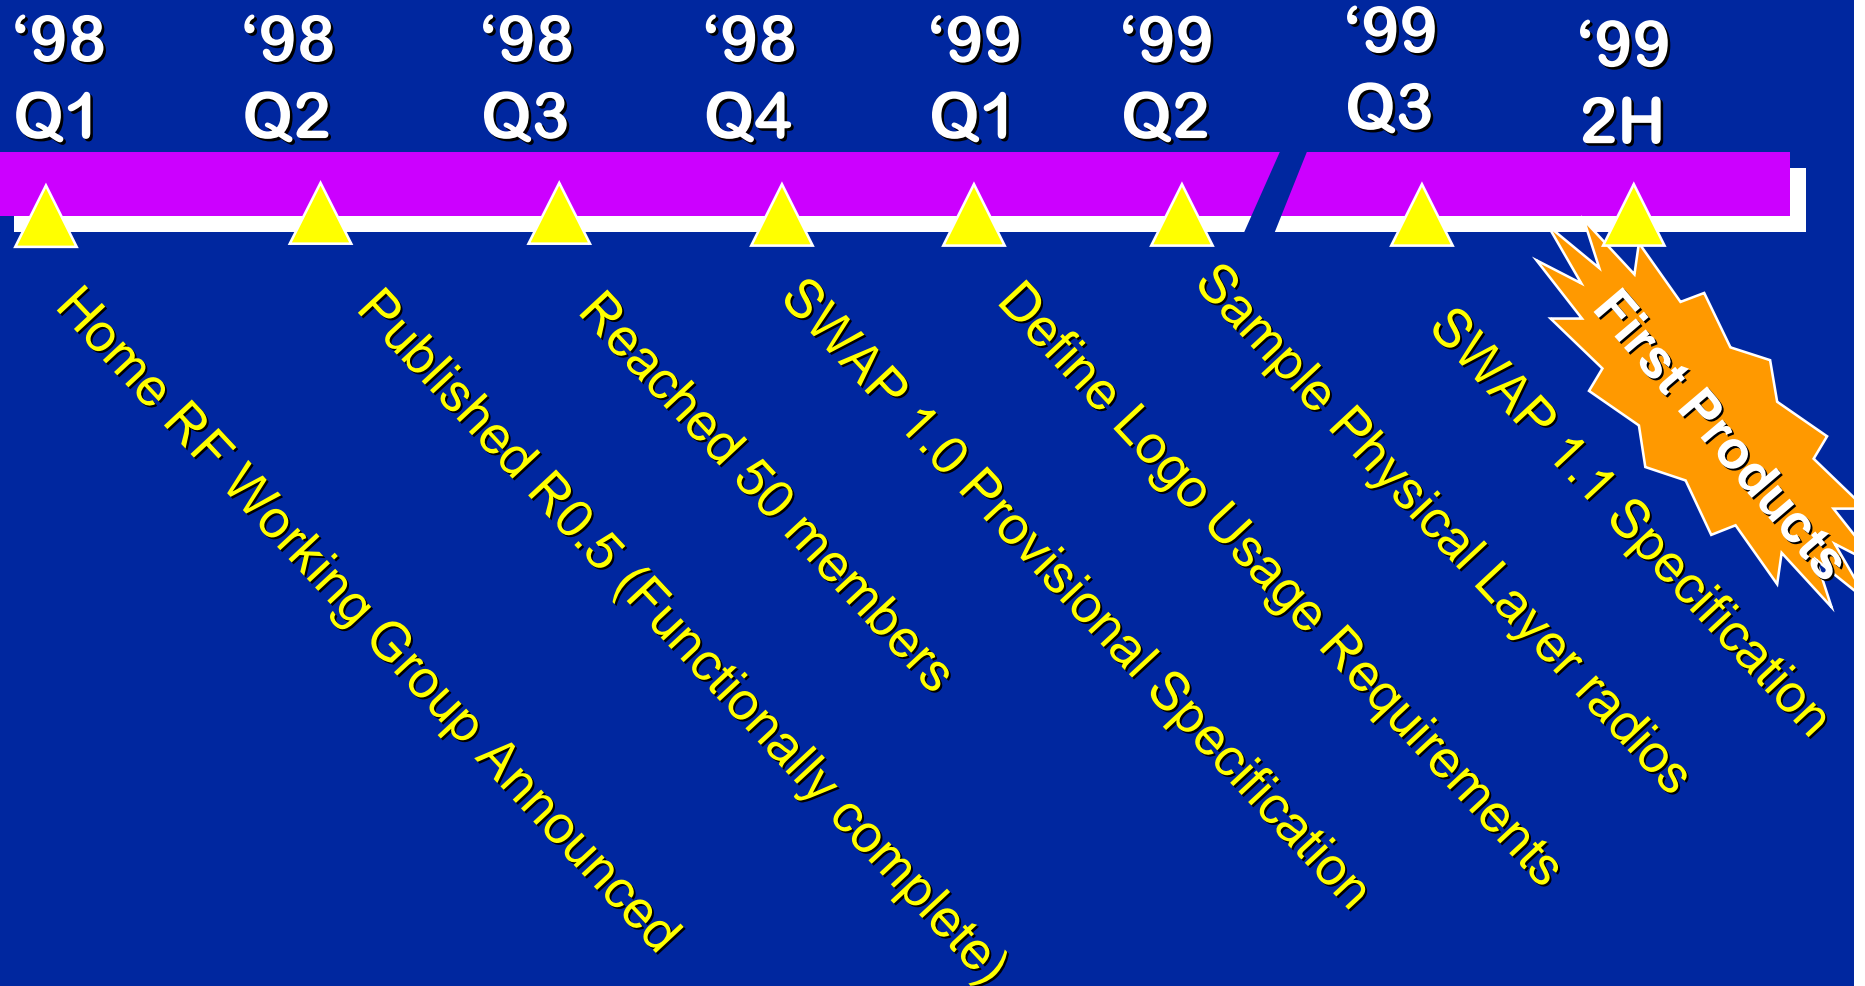 ‘98
Q1
‘98
Q2
‘98
Q3
‘98
Q4
‘99
Q1
‘99
Q2
‘99
Q3
‘99
2H
Home RF Working Group Announced
Published R0.5 (Functionally complete)
Reached 50 members
SWAP 1.0 Provisional Specification
Define Logo Usage Requirements
Sample Physical Layer radios
SWAP 1.1 Specification
First Products